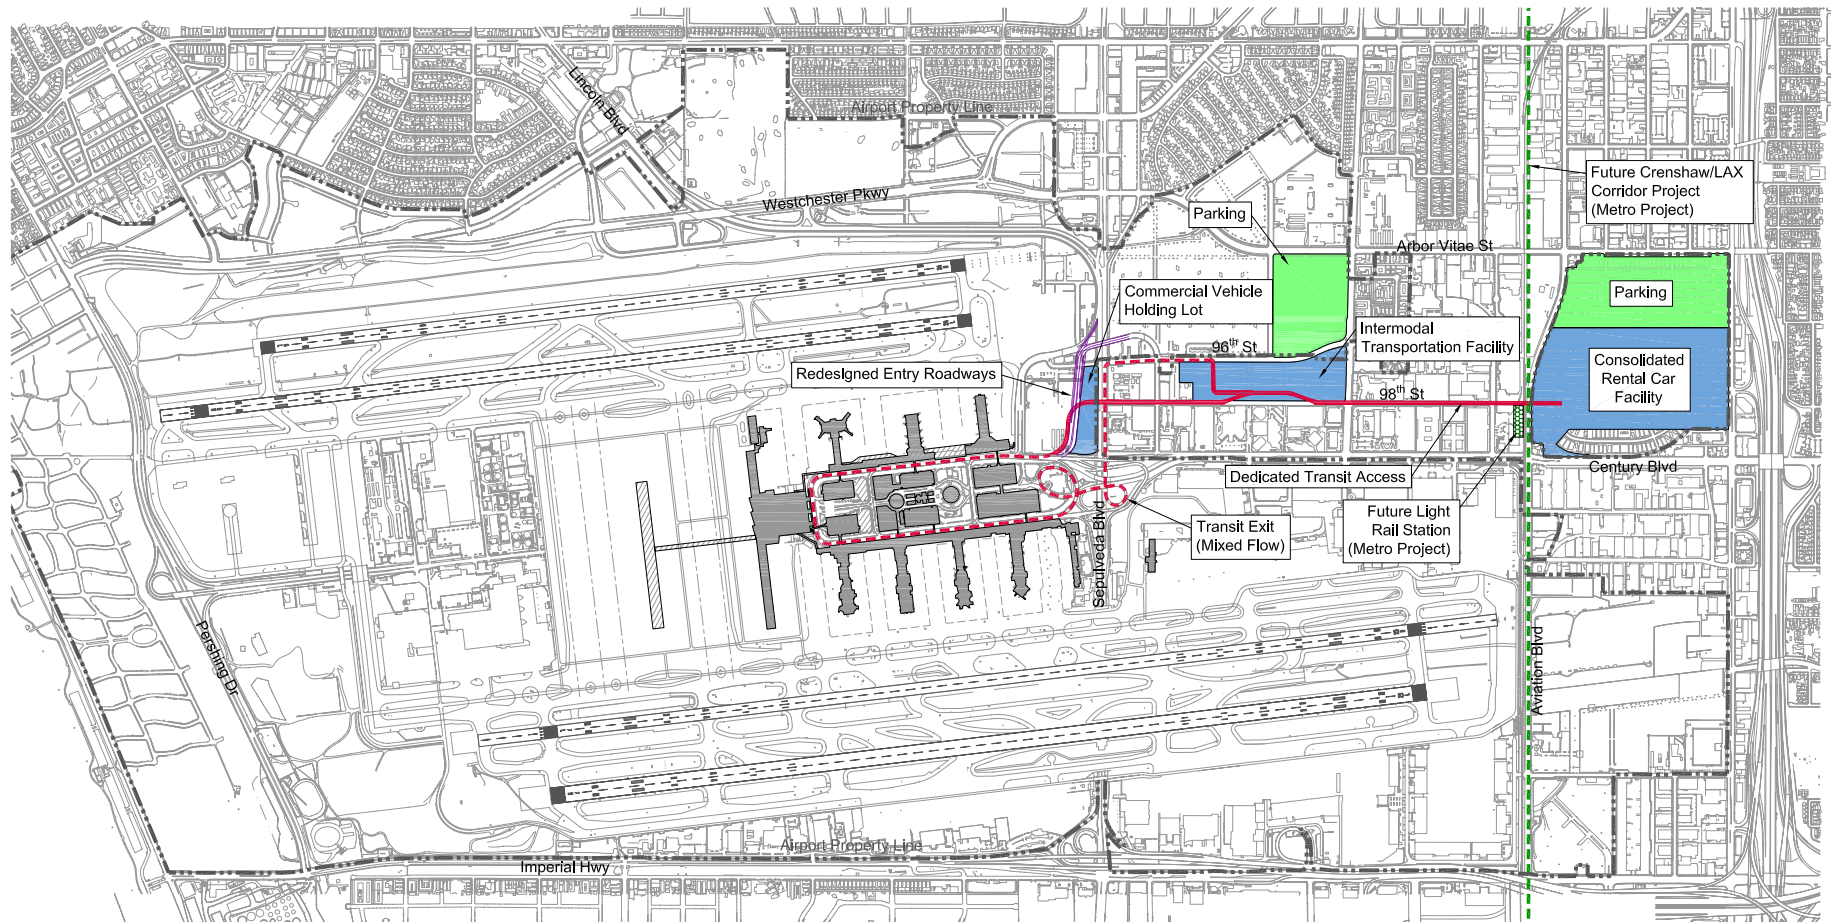 Lincoln Blvd
Airport Property Line
Westchester Pkwy
Future Crenshaw/LAX
Corridor Project
(Metro Project)
Parking
Arbor Vitae St
Commercial Vehicle
Holding Lot
Parking
Intermodal
Transportation Facility
96th St
Redesigned Entry Roadways
Consolidated
Rental Car
Facility
98th St
Century Blvd
Dedicated Transit Access
Future Light
Rail Station
(Metro Project)
Transit Exit
(Mixed Flow)
Sepulveda Blvd
Pershing Dr
Aviation Blvd
Airport Property Line
Imperial Hwy